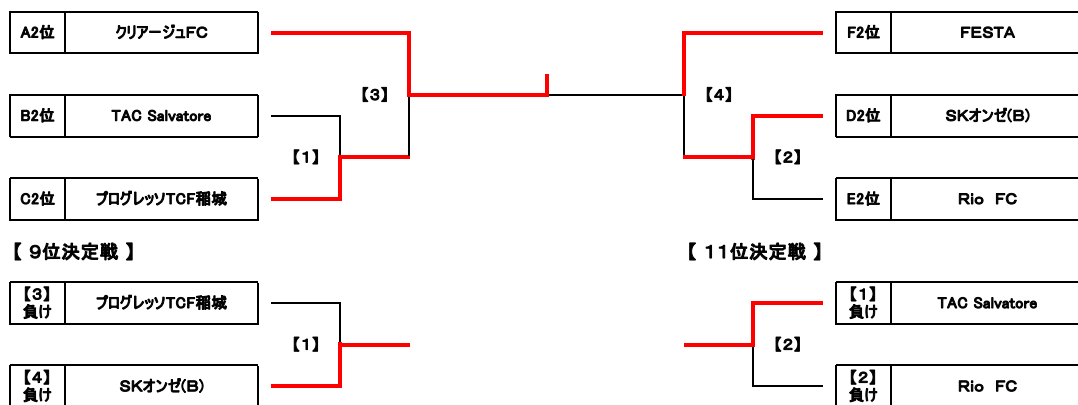 A2位 クリアージュFC
F2位 FESTA
【3】
【4】
B2位 TAC Salvatore
D2位 SKオンゼ(B)
【1】
【2】
C2位 プログレッソTCF稲城
E2位 Rio FC
【 9位決定戦 】
【 11位決定戦 】
【3】
負け
プログレッソTCF稲城
【1】
負け
TAC Salvatore
【1】
【2】
【4】
負け
SKオンゼ(B)
【2】
負け
Rio FC